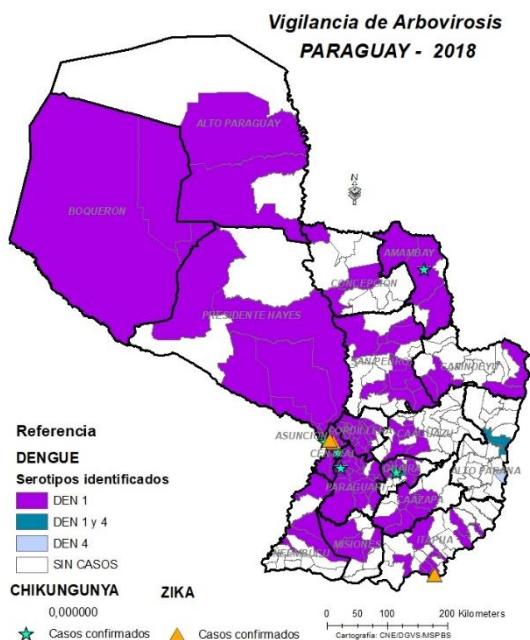 Vigilancia de Arbovirosis
PARAGUAY - 2018
ALTO PARAGUAY
BOQUERON
N
AMAMBAY
CONCEPCION
PRESIDENTE HAYES
SAN PEDRO
CANINDEYU
ASUNCION
CORDILLERA
CAAGUAZU
CENTRAL
ALTO PARANA
GUAIRA
PARAGUARI
CAAZAPA
MISIONES
ITAPUA
ÑEEMBUCU
Referencia
DENGUE
Serotipos identificados
DEN 1
DEN 1 y 4
DEN 4
SIN CASOS
CHIKUNGUNYA
ZIKA
0,000000
Casos confirmados
Casos confirmados
0 50 100 200 Kilometers
Cartografía: CNE/DGVS/MSPBS